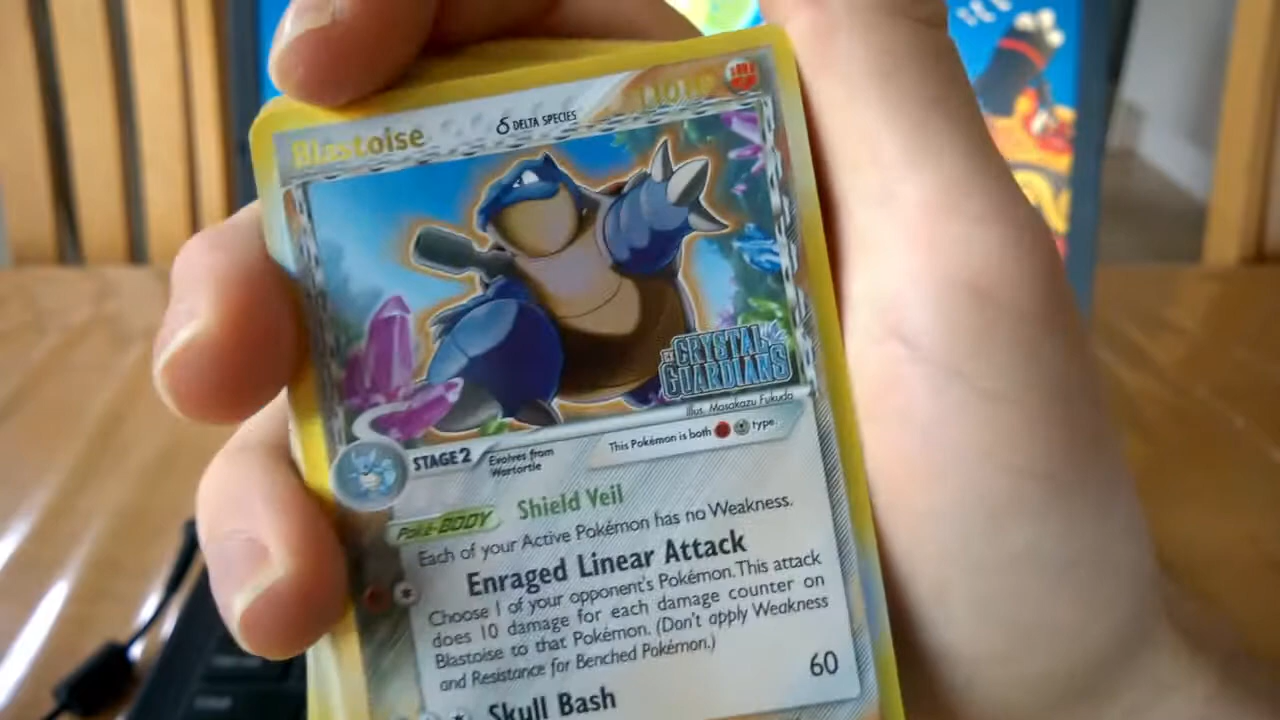 Blastoise
δ DELTA SPECIES
EX CRYSTAL
GUARDIANS
Illus. Masakazu Fukuda
STAGE 2
Evolves from
Wartortle
This Pokémon is both type.
Poké-BODY Shield Veil
Each of your Active Pokémon has no Weakness.
Enraged Linear Attack
Choose 1 of your opponent's Pokémon. This attack
does 10 damage for each damage counter on
Blastoise to that Pokémon. (Don't apply Weakness
and Resistance for Benched Pokémon.)
Skull Bash
60